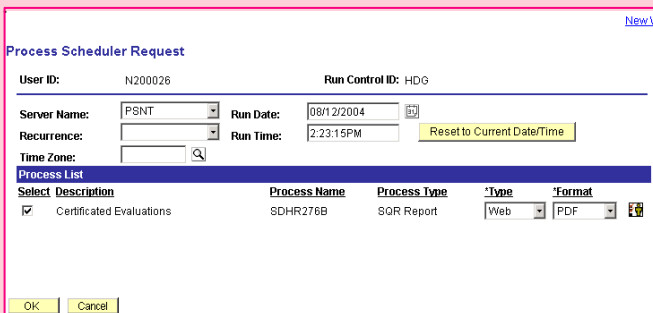 New
Process Scheduler Request
User ID: N200026 Run Control ID: HDG
Server Name: PSNT Run Date: 08/12/2004
Recurrence: Run Time: 2:23:15PM Reset to Current Date/Time
Time Zone:
Process List
Select Description Process Name Process Type *Type *Format
Certificated Evaluations SDHR276B SQR Report Web PDF
OK Cancel